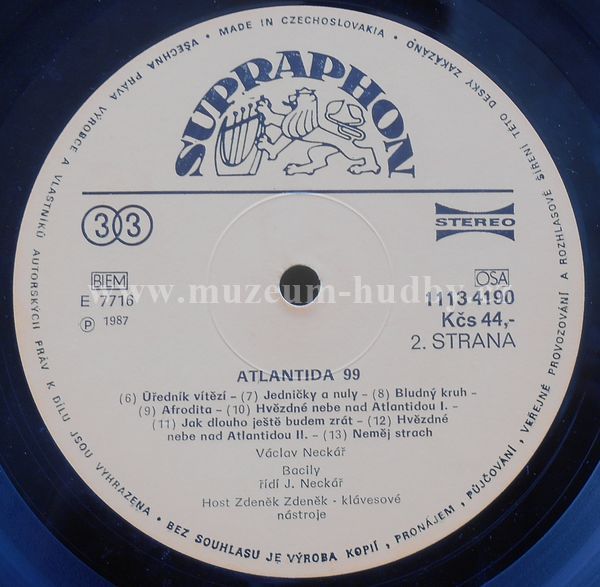 VŠECHNA PRÁVA VÝROBCE A VLASTNÍKŮ AUTORSKÝCH PRÁV K DÍLU JSOU VYHRAZENA • BEZ SOUHLASU JE VÝROBA KOPIÍ, PRONÁJEM, PŮJČOVÁNÍ, VEŘEJNÉ PROVOZOVÁNÍ A ROZHLASOVÉ ŠÍŘENÍ TÉTO DESKY ZAKÁZÁNO • MADE IN CZECHOSLOVAKIA •
SUPRAPHON
33
STEREO
BIEM
OSA
www.muzeum-hudby.cz
E 7716
1113 4190
Ⓟ 1987
Kčs 44,-
2. STRANA
ATLANTIDA 99
(6) Úředník vítězí – (7) Jedničky a nuly – (8) Bludný kruh –
(9) Afrodita – (10) Hvězdné nebe nad Atlantidou I. –
(11) Jak dlouho ještě budem zrát – (12) Hvězdné
nebe nad Atlantidou II. – (13) Neměj strach
Václav Neckář
Bacily
řídí J. Neckář
Host Zdeněk Zdeněk - klávesové
nástroje